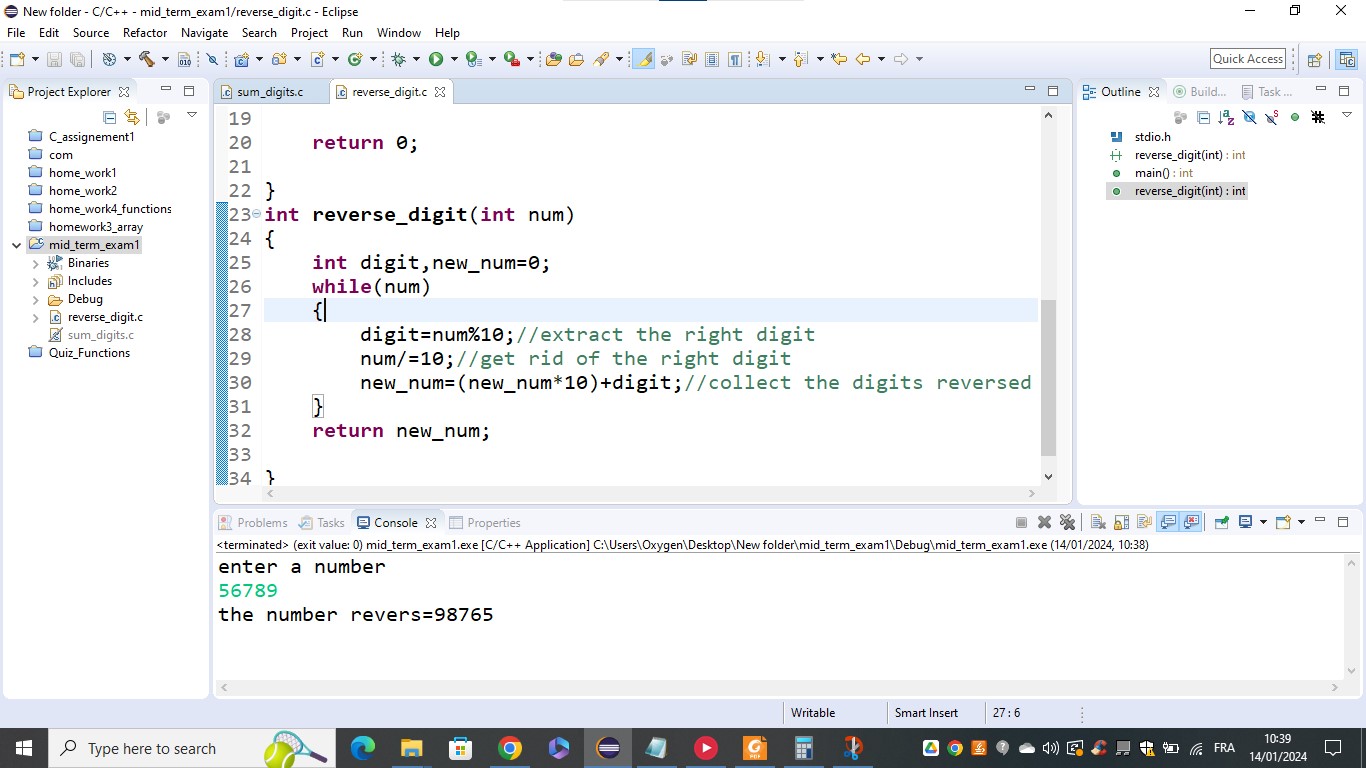 New folder - C/C++ - mid_term_exam1/reverse_digit.c - Eclipse
File Edit Source Refactor Navigate Search Project Run Window Help
Quick Access
Project Explorer
C_assignement1
com
home_work1
home_work2
home_work4_functions
homework3_array
mid_term_exam1
Binaries
Includes
Debug
reverse_digit.c
sum_digits.c
Quiz_Functions
sum_digits.c reverse_digit.c
19
20     return 0;
21
22 }
23 int reverse_digit(int num)
24 {
25     int digit,new_num=0;
26     while(num)
27     {
28         digit=num%10;//extract the right digit
29         num/=10;//get rid of the right digit
30         new_num=(new_num*10)+digit;//collect the digits reversed
31     }
32     return new_num;
33
34 }
Outline Build... Task ...
stdio.h
reverse_digit(int) : int
main() : int
reverse_digit(int) : int
Problems Tasks Console Properties
<terminated> (exit value: 0) mid_term_exam1.exe [C/C++ Application] C:\Users\Oxygen\Desktop\New folder\mid_term_exam1\Debug\mid_term_exam1.exe (14/01/2024, 10:38)
enter a number
56789
the number revers=98765
Writable Smart Insert 27 : 6
Type here to search
FRA
10:39
14/01/2024